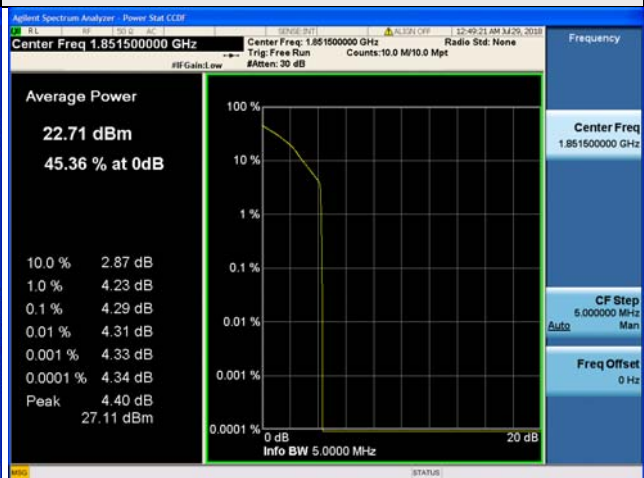 Agilent Spectrum Analyzer - Power Stat CCDF
RL RF 50 Ω AC SENSE:INT ALIGN OFF 12:49:21 AM Jul 29, 2018
Center Freq 1.851500000 GHz
Center Freq: 1.851500000 GHz Radio Std: None
Trig: Free Run Counts:10.0 M/10.0 Mpt
#IFGain:Low #Atten: 30 dB
Frequency
Average Power
22.71 dBm
45.36 % at 0dB
10.0 % 2.87 dB
1.0 % 4.23 dB
0.1 % 4.29 dB
0.01 % 4.31 dB
0.001 % 4.33 dB
0.0001 % 4.34 dB
Peak 4.40 dB
27.11 dBm
100 %
10 %
1 %
0.1 %
0.01 %
0.001 %
0.0001 %
0 dB 20 dB
Info BW 5.0000 MHz
Center Freq
1.851500000 GHz
CF Step
5.000000 MHz
Auto Man
Freq Offset
0 Hz
MSG STATUS